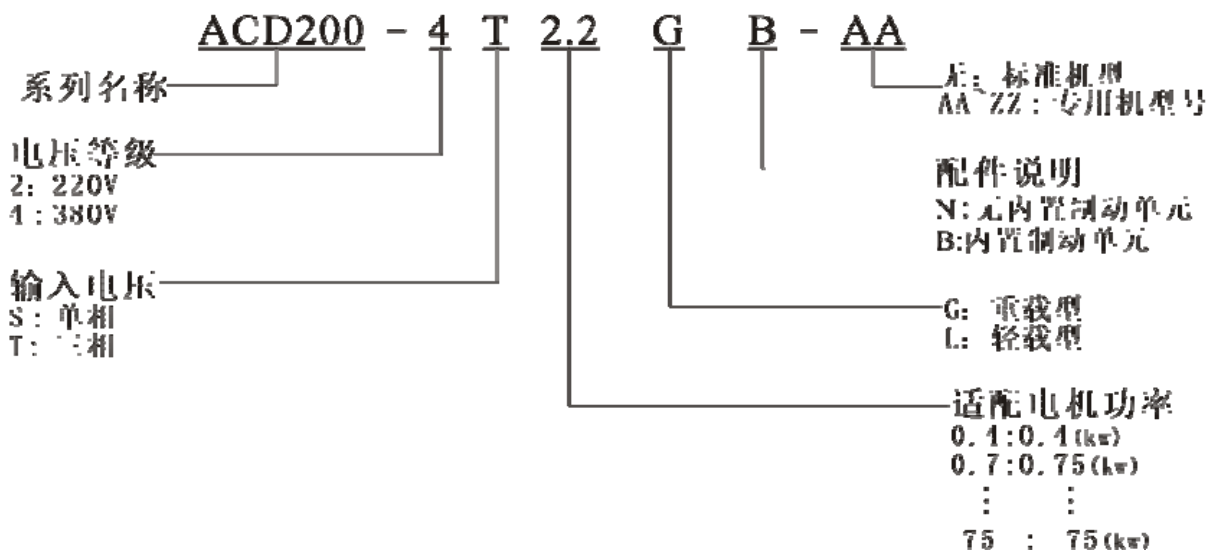 ACD200 - 4 T 2.2 G B - AA
系列名称
无: 标准机型
AA~ZZ: 专用机型号
电压等级
2: 220V
4: 380V
配件说明
N:无内置制动单元
B:内置制动单元
输入电压
S: 单相
T: 三相
G: 重载型
L: 轻载型
适配电机功率
0.4:0.4(kw)
0.7:0.75(kw)
⋮ ⋮
75 : 75(kw)